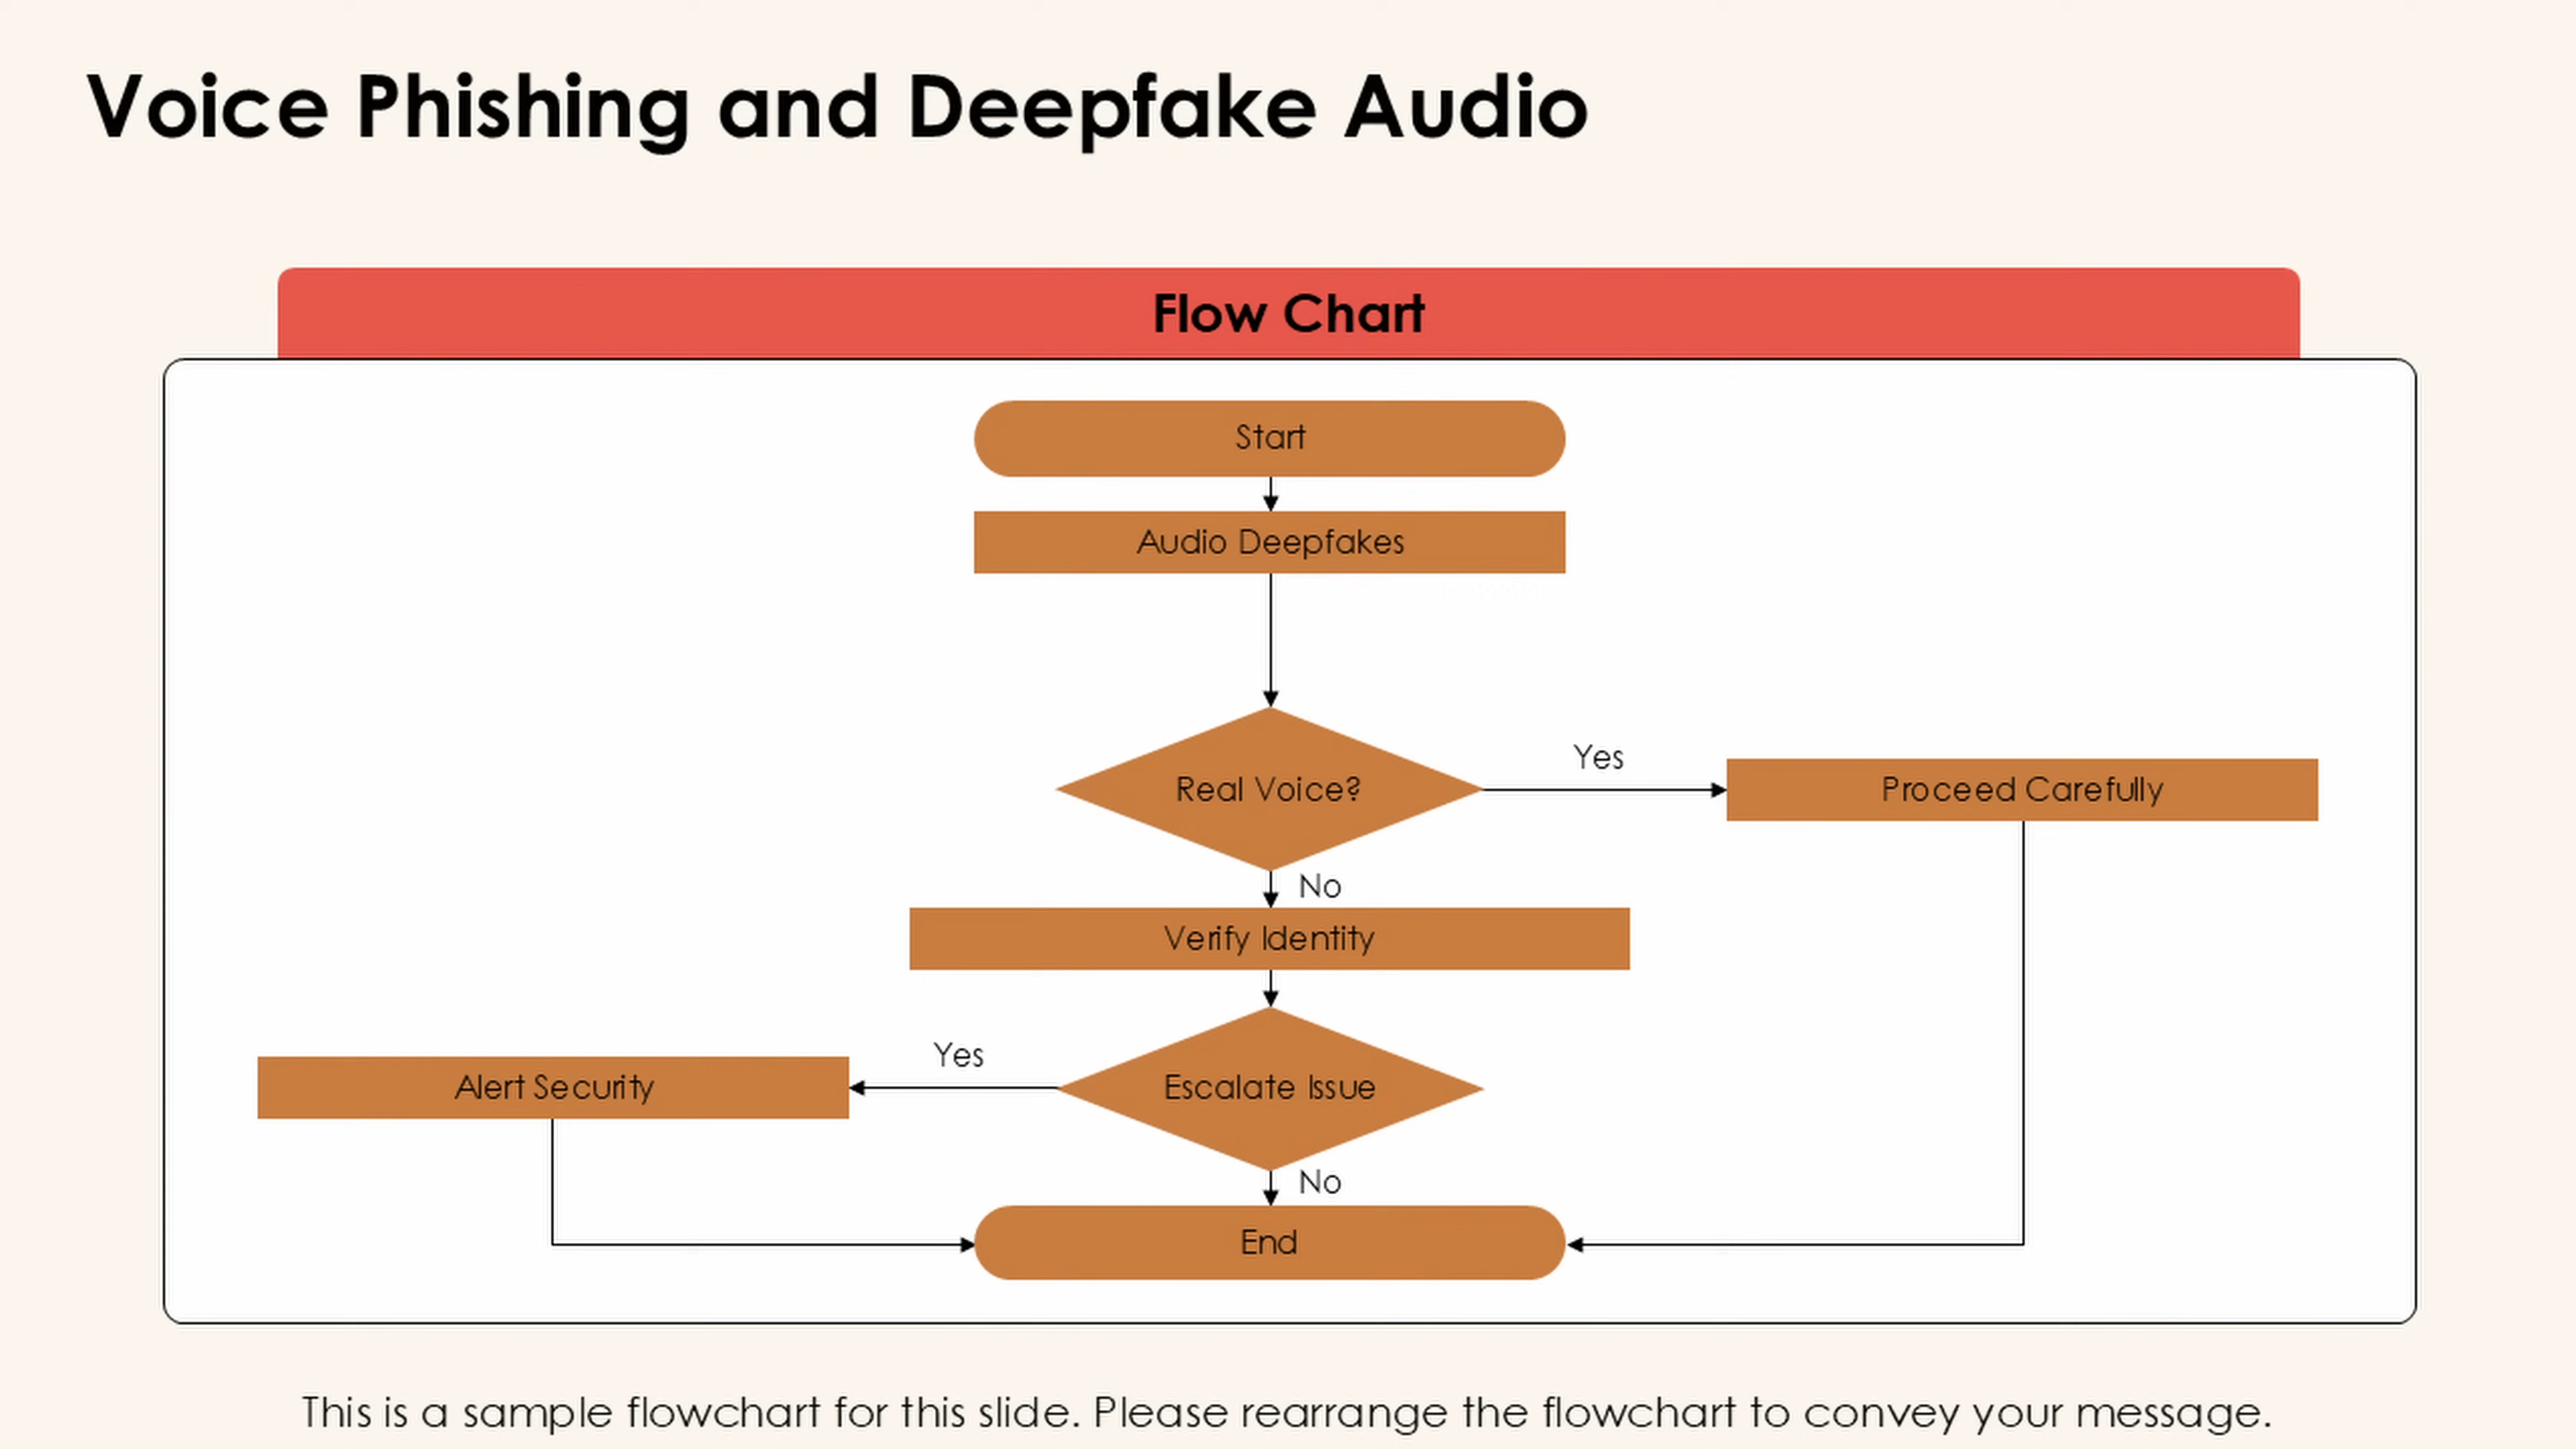 Voice Phishing and Deepfake Audio
Flow Chart
Start
Audio Deepfakes
Real Voice?
Yes
Proceed Carefully
No
Verify Identity
Escalate Issue
Yes
Alert Security
No
End
This is a sample flowchart for this slide. Please rearrange the flowchart to convey your message.